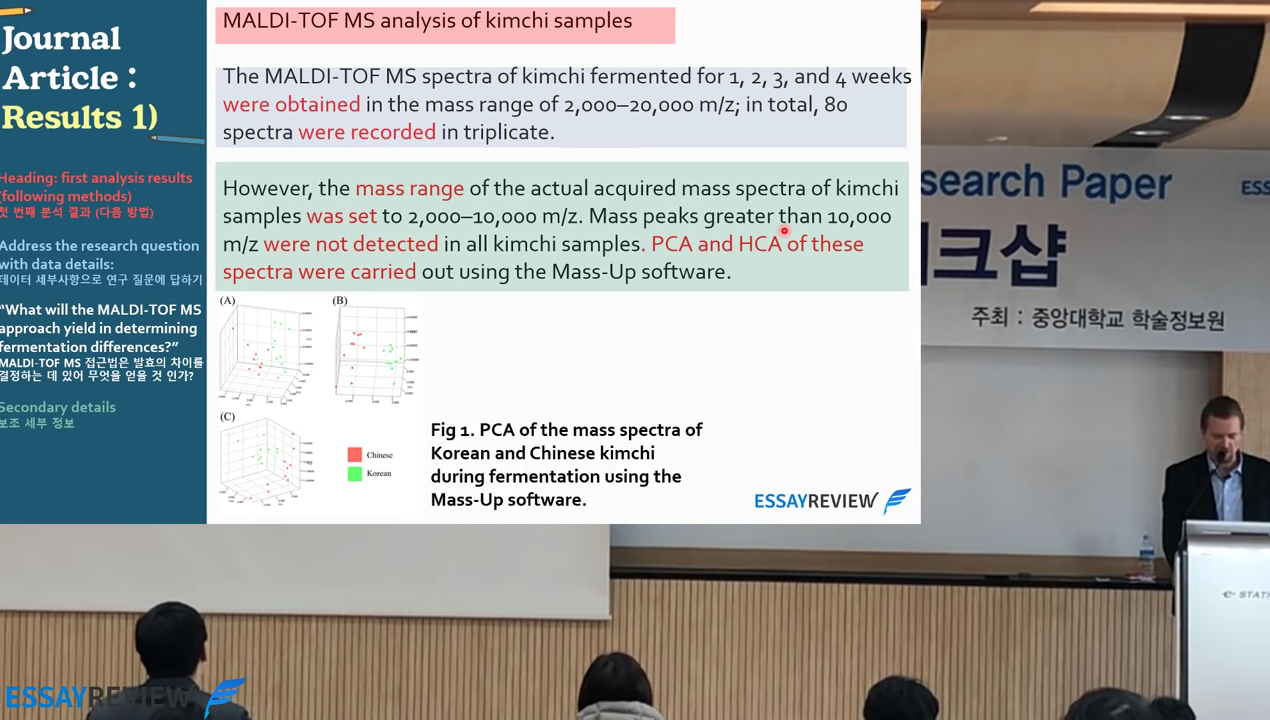 Journal
Article :
Results 1)
Heading: first analysis results
(following methods)
첫 번째 분석 결과 (다음 방법)
Address the research question
with data details:
데이터 세부사항으로 연구 질문에 답하기
“What will the MALDI-TOF MS
approach yield in determining
fermentation differences?”
MALDI-TOF MS 접근법은 발효의 차이를
결정하는 데 있어 무엇을 얻을 것 인가?
Secondary details
보조 세부 정보
MALDI-TOF MS analysis of kimchi samples
The MALDI-TOF MS spectra of kimchi fermented for 1, 2, 3, and 4 weeks
were obtained in the mass range of 2,000–20,000 m/z; in total, 80
spectra were recorded in triplicate.
However, the mass range of the actual acquired mass spectra of kimchi
samples was set to 2,000–10,000 m/z. Mass peaks greater than 10,000
m/z were not detected in all kimchi samples. PCA and HCA of these
spectra were carried out using the Mass-Up software.
(A)
(B)
(C)
Chinese
Korean
Fig 1. PCA of the mass spectra of
Korean and Chinese kimchi
during fermentation using the
Mass-Up software.
ESSAYREVIEW
search Paper
ESS
크샵
주최 : 중앙대학교 학술정보원
ESSAYREVIEW